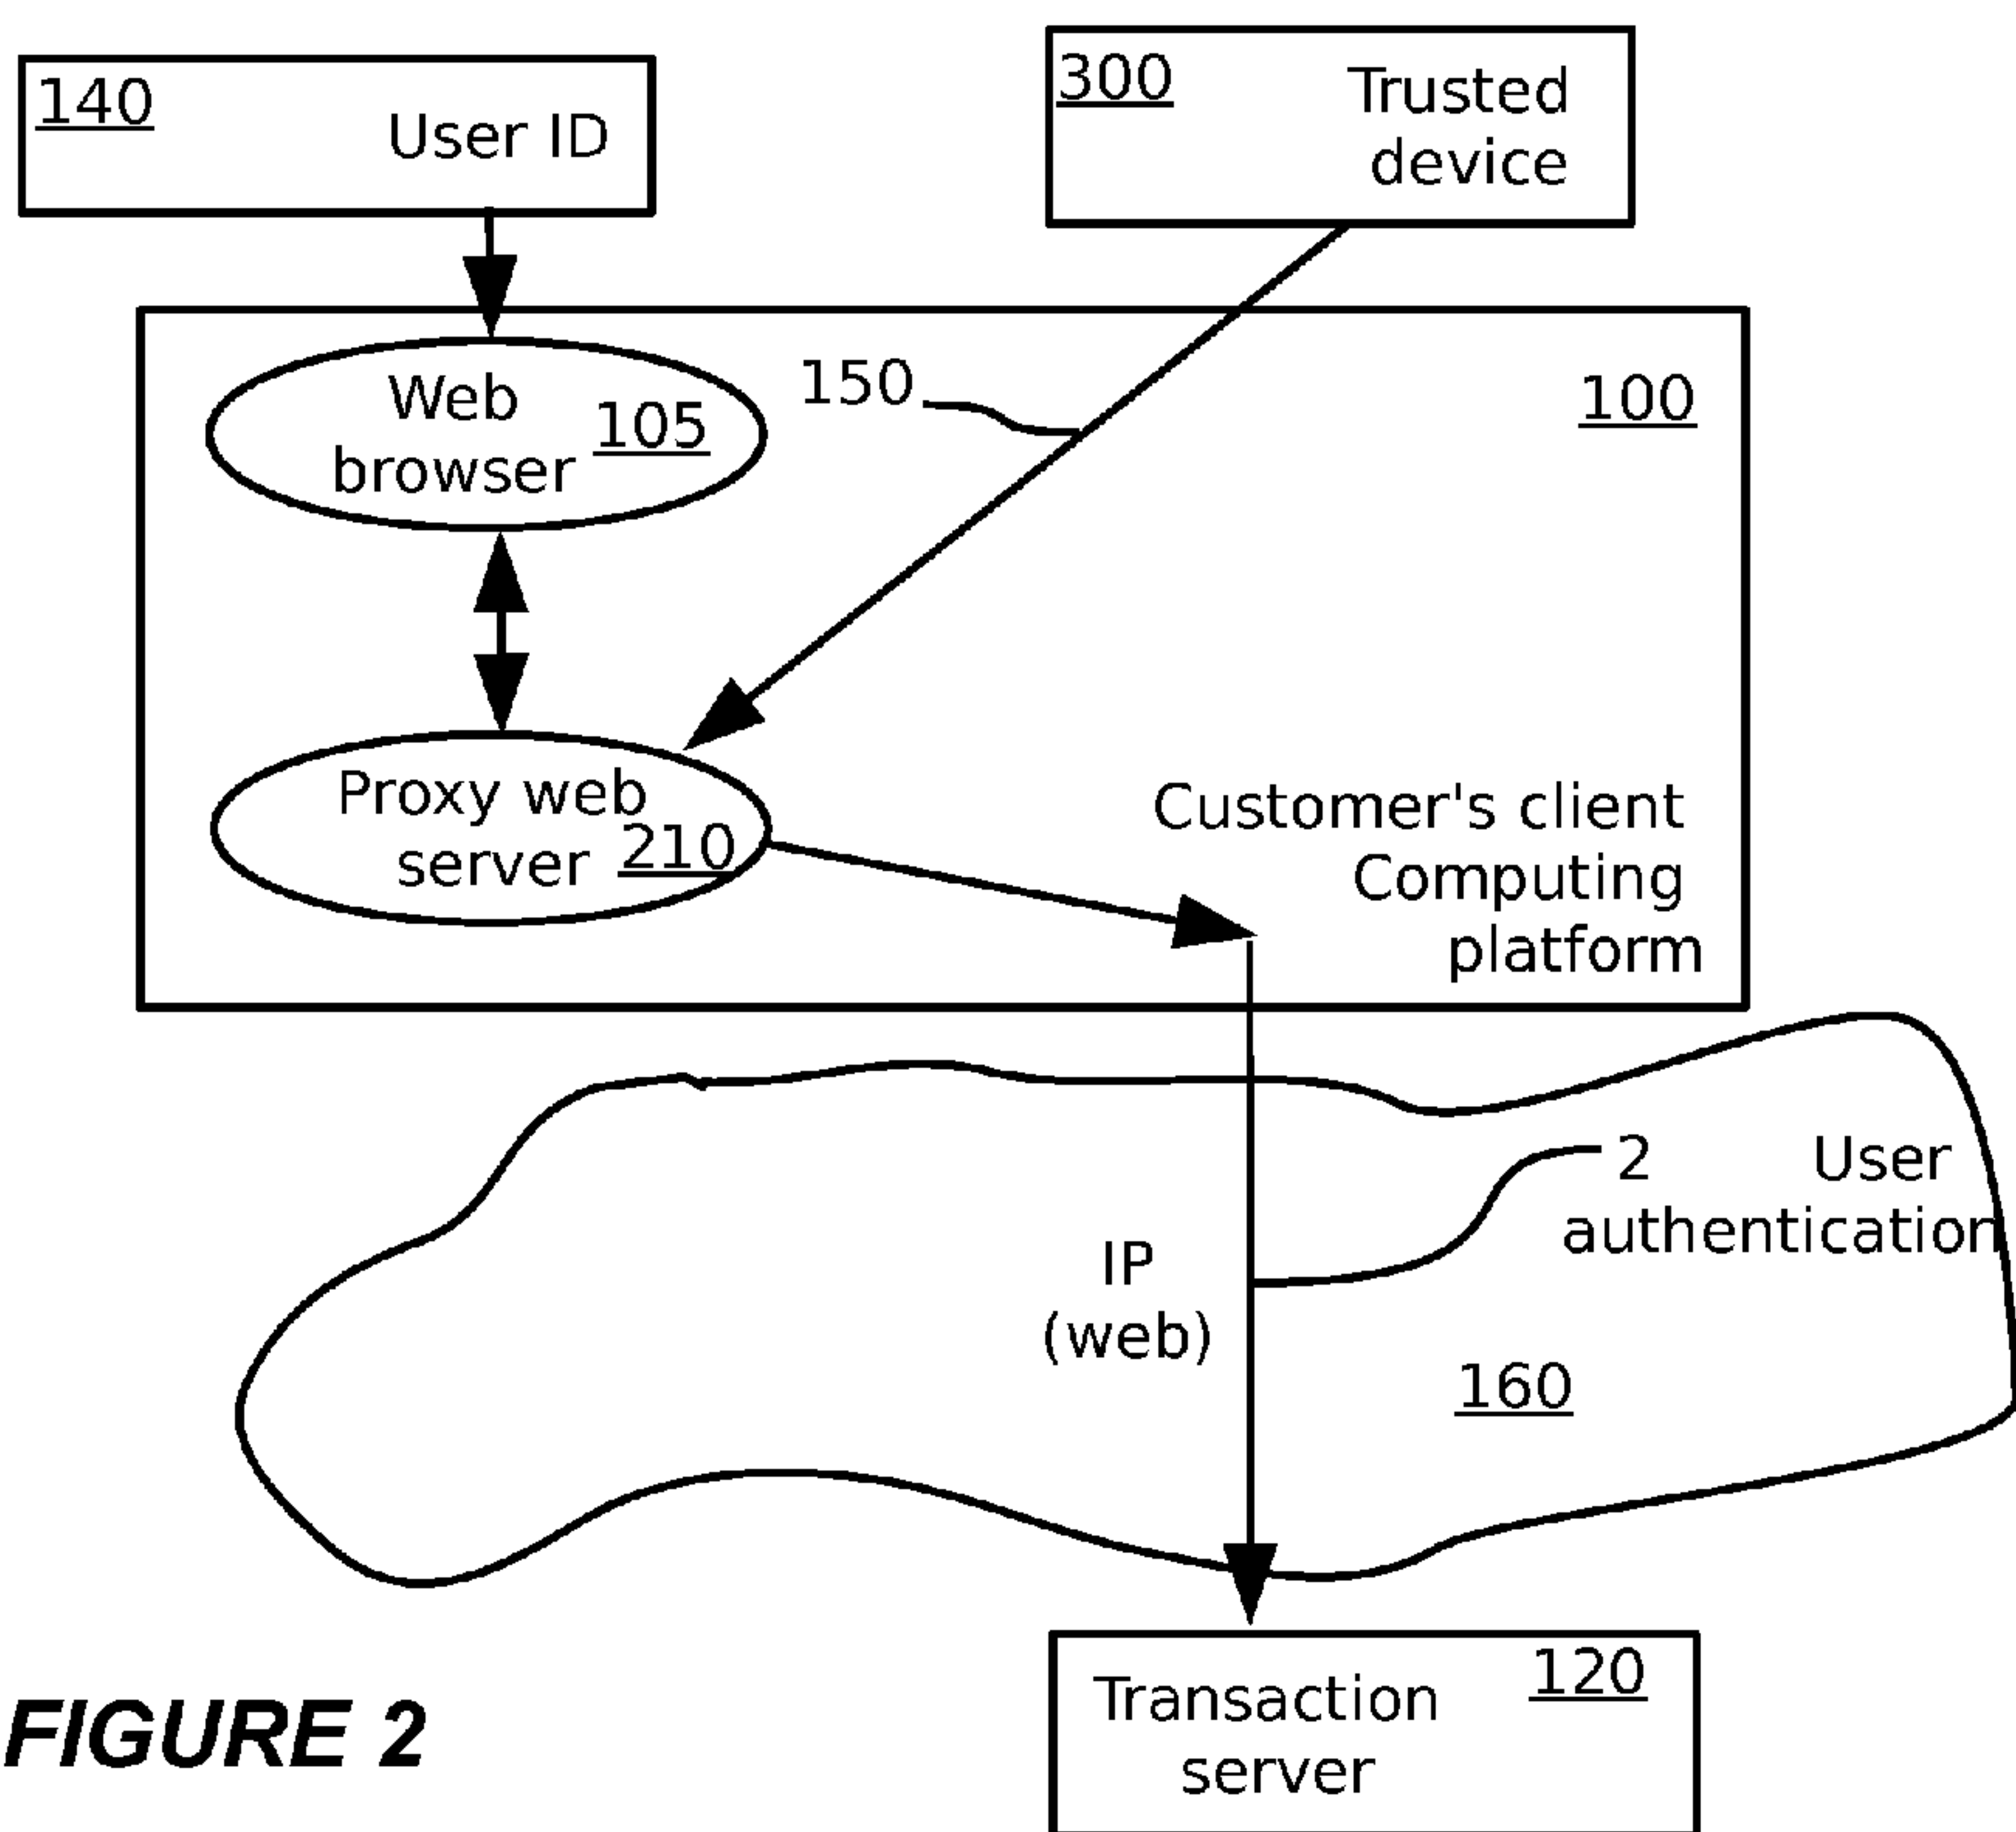 140
User ID
300
Trusted
device
Web
browser
105
150
100
Proxy web
server
210
Customer's client
Computing
platform
2
User
authentication
IP
(web)
160
Transaction
server
120
FIGURE 2